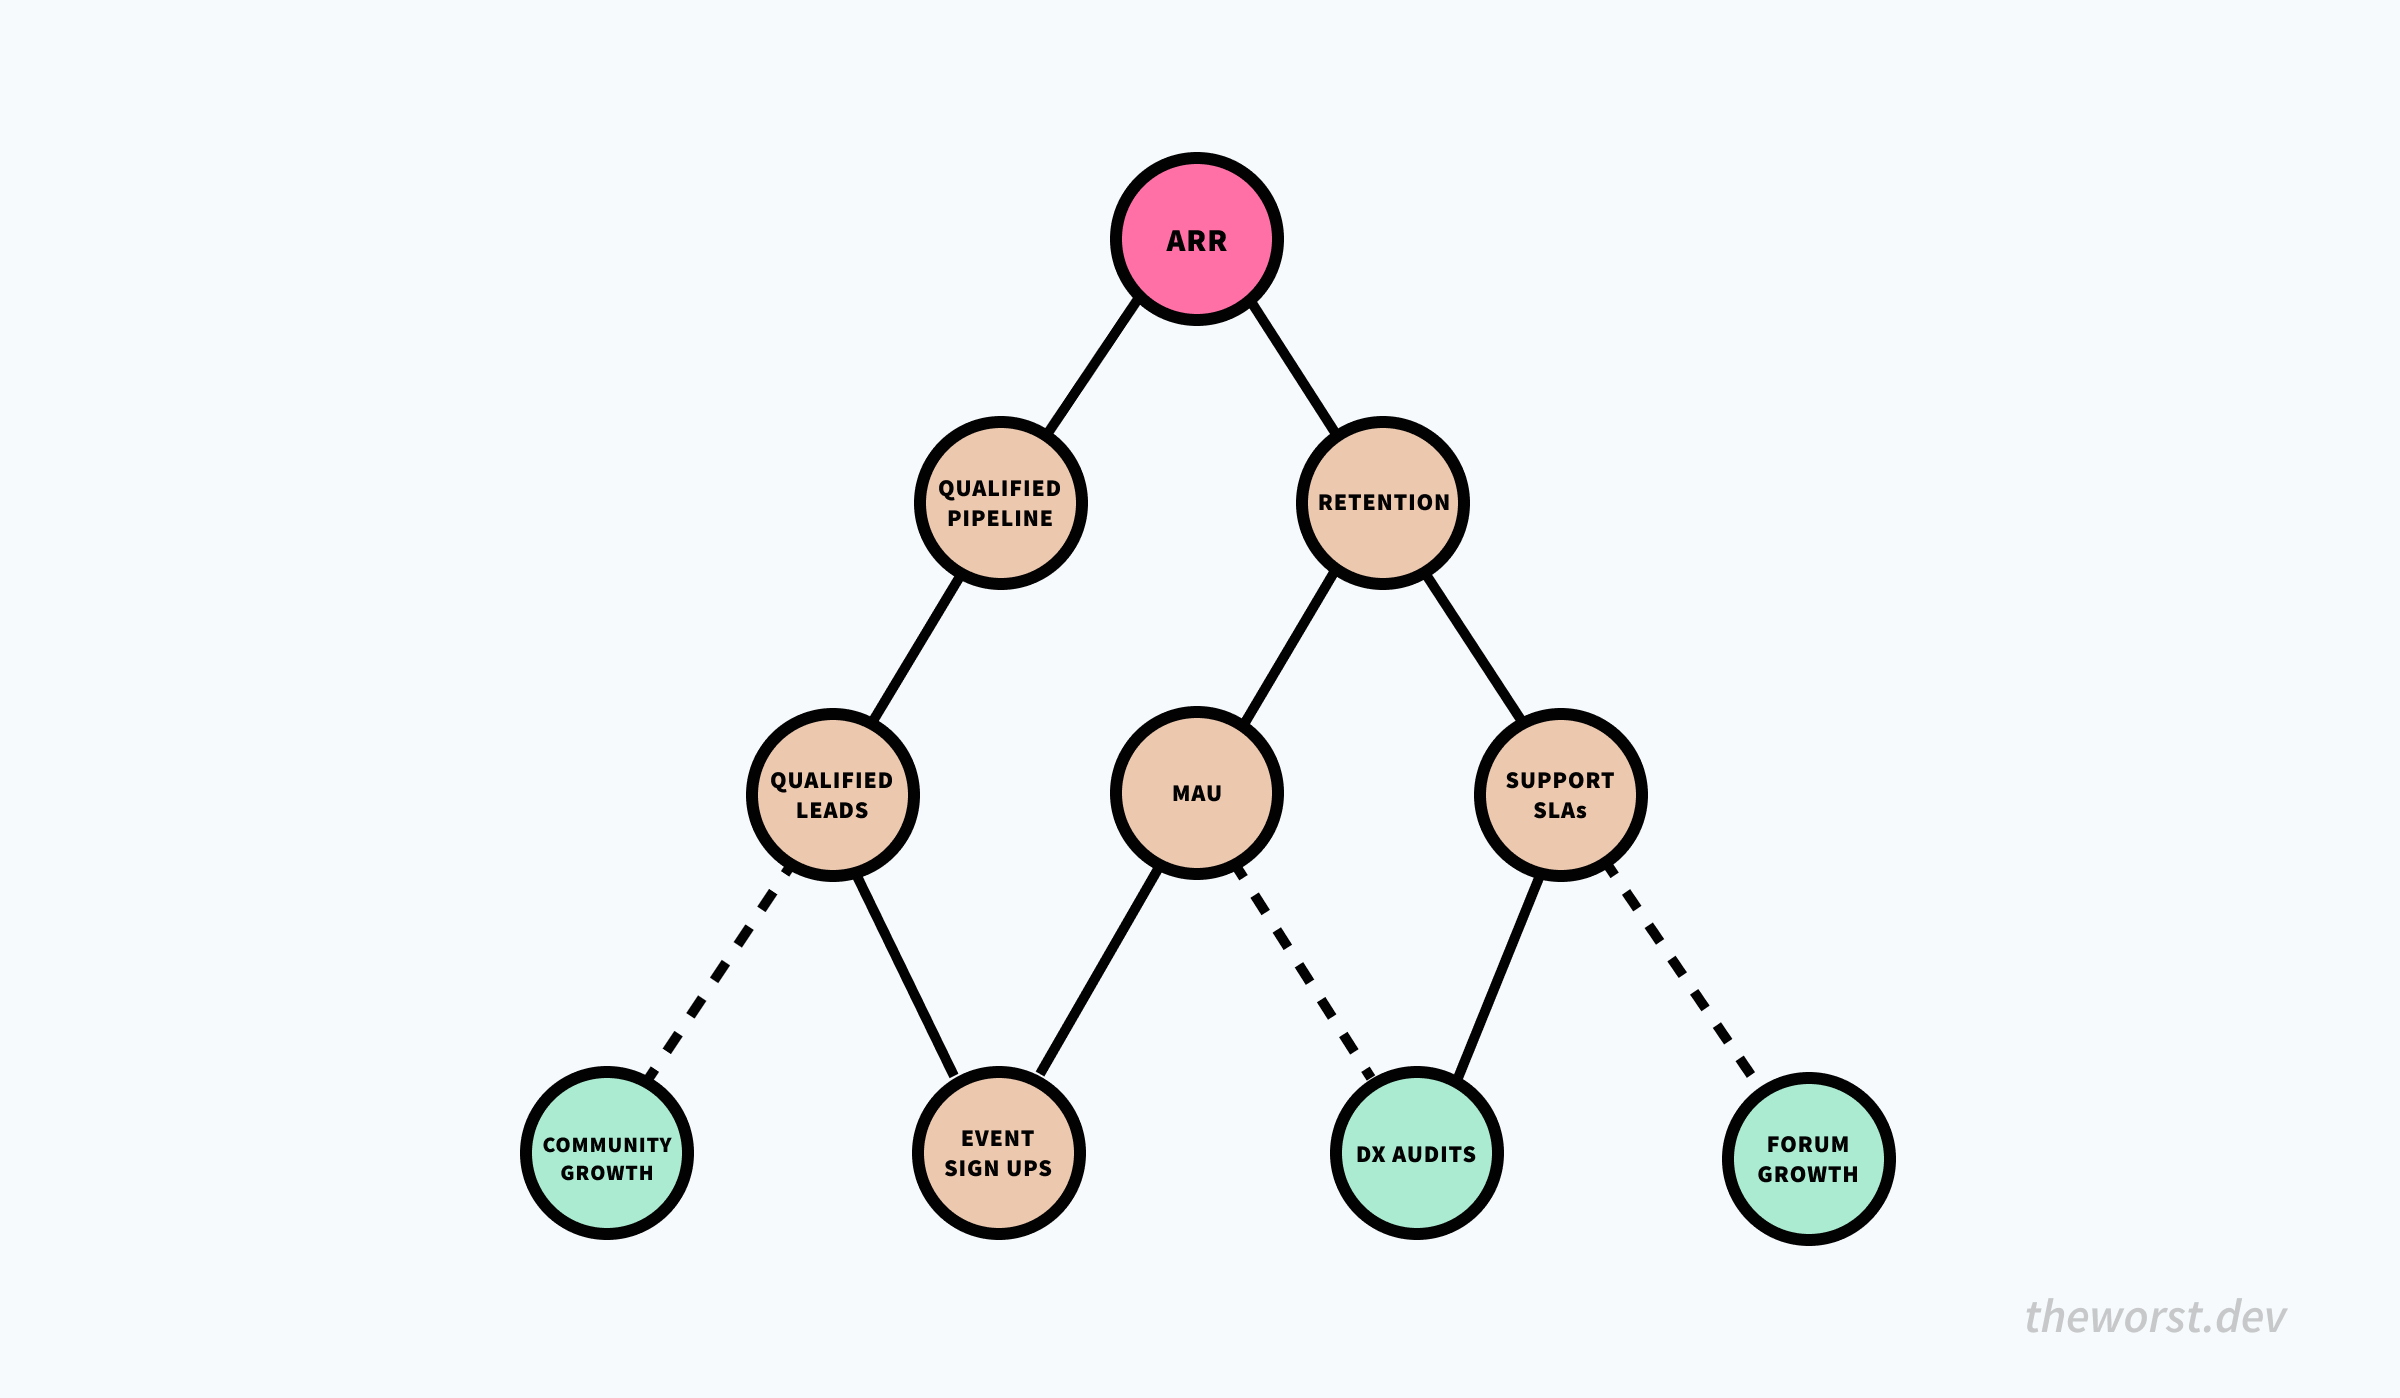 ARR
QUALIFIED
PIPELINE
RETENTION
QUALIFIED
LEADS
MAU
SUPPORT
SLAs
COMMUNITY
GROWTH
EVENT
SIGN UPS
DX AUDITS
FORUM
GROWTH
theworst.dev